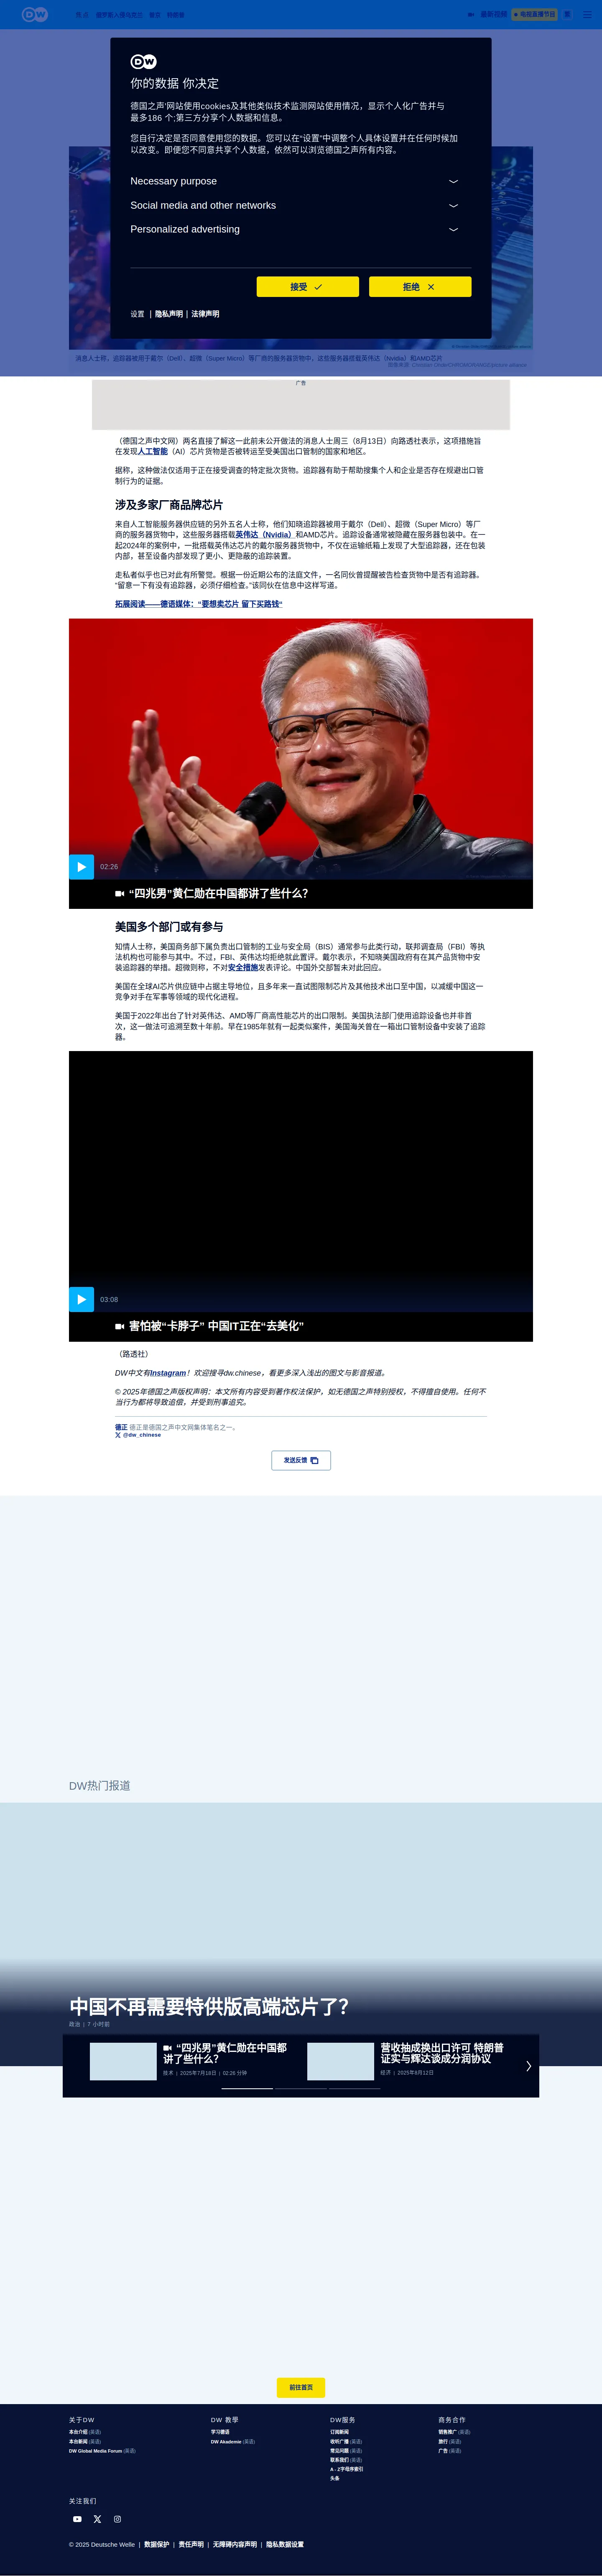 DW
焦点
俄罗斯入侵乌克兰
最新视频
电视直播节目
繁
DW
你的数据 你决定
德国之声'网站使用cookies及其他类似技术监测网站使用情况，显示个人化广告并与
最多186 个;第三方分享个人数据和信息。
您自行决定是否同意使用您的数据。您可以在"设置"中调整个人具体设置并在任何时候加
以改变。即便您不同意共享个人数据，依然可以浏览德国之声所有内容。
Necessary purpose
Social media and other networks
Personalized advertising
接受
拒绝
设置 | 隐私声明 | 法律声明
消息人士称，追踪器被用于戴尔（Dell）、超微（Super Micro）等厂商的服务器货物中，这些服务器搭载英伟达（Nvidia）和AMD芯片
广告
（德国之声中文网）两名直接了解这一此前未公开做法的消息人士周三（8月13日）向路透社表示，这项措施旨
在发现人工智能（AI）芯片货物是否被转运至受美国出口管制的国家和地区。
据称，这种做法仅适用于正在接受调查的特定批次货物。追踪器有助于帮助搜集个人和企业是否存在规避出口管
制行为的证据。
涉及多家厂商品牌芯片
来自人工智能服务器供应链的另外五名人士称，他们知晓追踪器被用于戴尔（Dell）、超微（Super Micro）等厂
商的服务器货物中，这些服务器搭载英伟达（Nvidia）和AMD芯片。追踪设备通常被隐藏在服务器包装中。在一
起2024年的案例中，一批搭载英伟达芯片的戴尔服务器货物中，不仅在运输纸箱上发现了大型追踪器，还在包装
内部，甚至设备内部发现了更小、更隐蔽的追踪装置。
走私者似乎也已对此有所警觉。根据一份近期公布的法庭文件，一名同伙曾提醒被告检查货物中是否有追踪器。
“留意一下有没有追踪器，必须仔细检查。”该同伙在信息中这样写道。
拓展阅读——德语媒体：“要想卖芯片 留下买路钱“
02:26
“四兆男”黄仁勋在中国都讲了些什么？
美国多个部门或有参与
知情人士称，美国商务部下属负责出口管制的工业与安全局（BIS）通常参与此类行动，联邦调查局（FBI）等执
法机构也可能参与其中。不过，FBI、英伟达均拒绝就此置评。戴尔表示，不知晓美国政府有在其产品货物中安
装追踪器的举措。超微则称，不对安全措施发表评论。中国外交部暂未对此回应。
美国在全球AI芯片供应链中占据主导地位，且多年来一直试图限制芯片及其他技术出口至中国，以减缓中国这一
竞争对手在军事等领域的现代化进程。
美国于2022年出台了针对英伟达、AMD等厂商高性能芯片的出口限制。美国执法部门使用追踪设备也并非首
次，这一做法可追溯至数十年前。早在1985年就有一起类似案件，美国海关曾在一箱出口管制设备中安装了追踪
器。
03:08
害怕被“卡脖子” 中国IT正在“去美化”
（路透社）
DW中文有Instagram！欢迎搜寻dw.chinese，看更多深入浅出的图文与影音报道。
© 2025年德国之声版权声明：本文所有内容受到著作权法保护，如无德国之声特别授权，不得擅自使用。任何不
当行为都将导致追偿，并受到刑事追究。
德正 德正是德国之声中文网集体笔名之一。
@dw_chinese
发送反馈
DW热门报道
中国不再需要特供版高端芯片了？
政治 | 7 小时前
“四兆男”黄仁勋在中国都
讲了些什么？
技术 | 2025年7月18日 | 02:26 分钟
营收抽成换出口许可 特朗普
证实与辉达谈成分润协议
经济 | 2025年8月12日
前往首页
关于DW
本台介绍 (英语)
本台新闻 (英语)
DW Global Media Forum (英语)
DW 教學
学习德语
DW Akademie (英语)
DW服务
订阅新闻
收听广播 (英语)
常见问题 (英语)
联系我们 (英语)
A - Z字母序索引
头条
商务合作
销售推广 (英语)
旅行 (英语)
广告 (英语)
关注我们
© 2025 Deutsche Welle | 数据保护 | 责任声明 | 无障碍内容声明 | 隐私数据设置